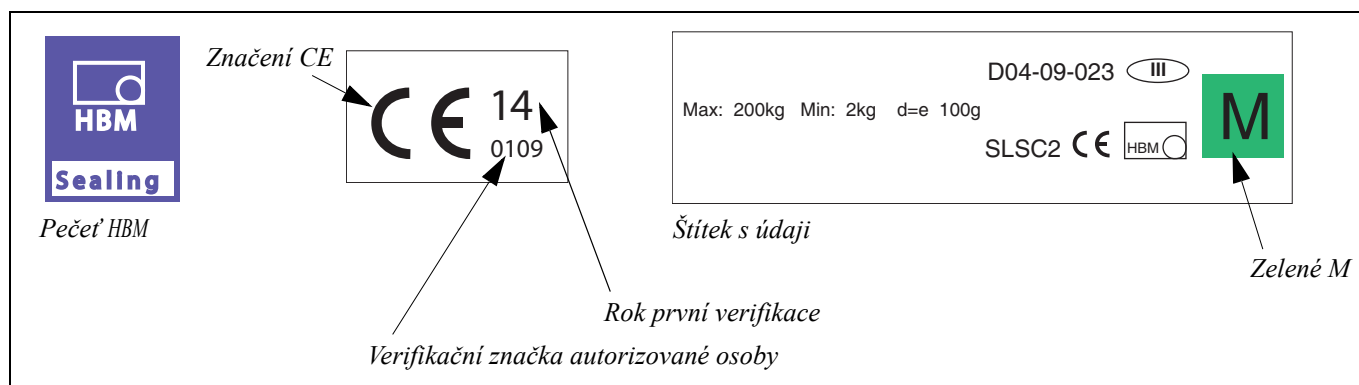 HBM
Sealing
Pečeť HBM
Značení CE
CE 14
0109
Rok první verifikace
Verifikační značka autorizované osoby
D04-09-023 III
Max: 200kg Min: 2kg d=e 100g
SLSC2 CE HBM
M
Štítek s údaji
Zelené M